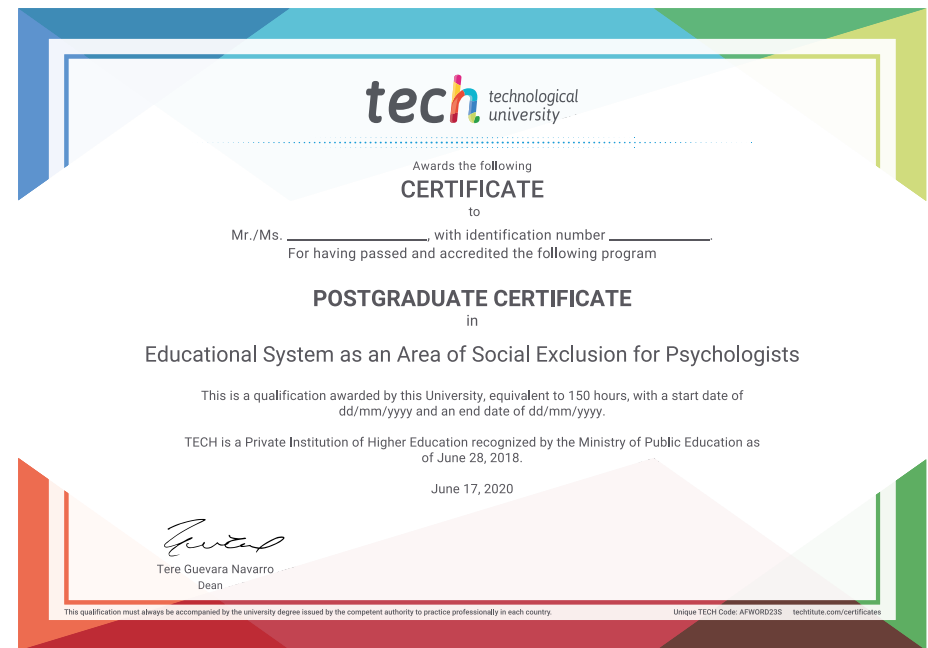 tech technological
university
Awards the following
CERTIFICATE
to
Mr./Ms. ____________________, with identification number ______________.
For having passed and accredited the following program
POSTGRADUATE CERTIFICATE
in
Educational System as an Area of Social Exclusion for Psychologists
This is a qualification awarded by this University, equivalent to 150 hours, with a start date of
dd/mm/yyyy and an end date of dd/mm/yyyy.
TECH is a Private Institution of Higher Education recognized by the Ministry of Public Education as
of June 28, 2018.
June 17, 2020
Tere Guevara Navarro
Dean
This qualification must always be accompanied by the university degree issued by the competent authority to practice professionally in each country. Unique TECH Code: AFWORD23S techtitute.com/certificates